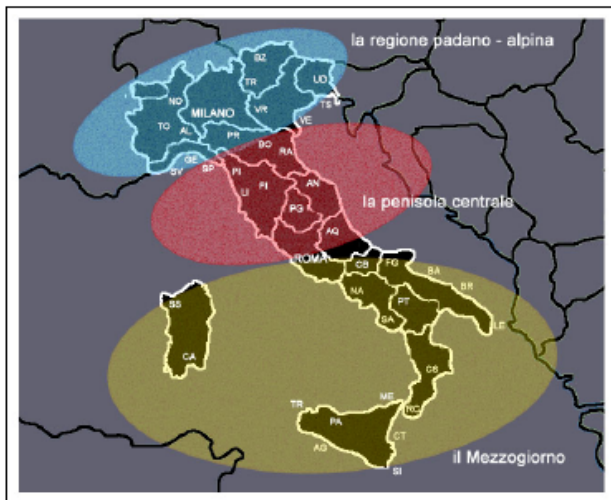 la regione padano - alpina
BZ
TR
UD
NO
MILANO
VR
TS
TO
AL
PR
VE
GE
BO
SV
SP
RA
PI
LI
PI
AN
PG
la penisola centrale
AQ
ROMA
CB
FG
BA
NA
PT
BR
SA
LE
SS
CA
CS
ME
TR
RC
PA
CT
AG
SI
il Mezzogiorno